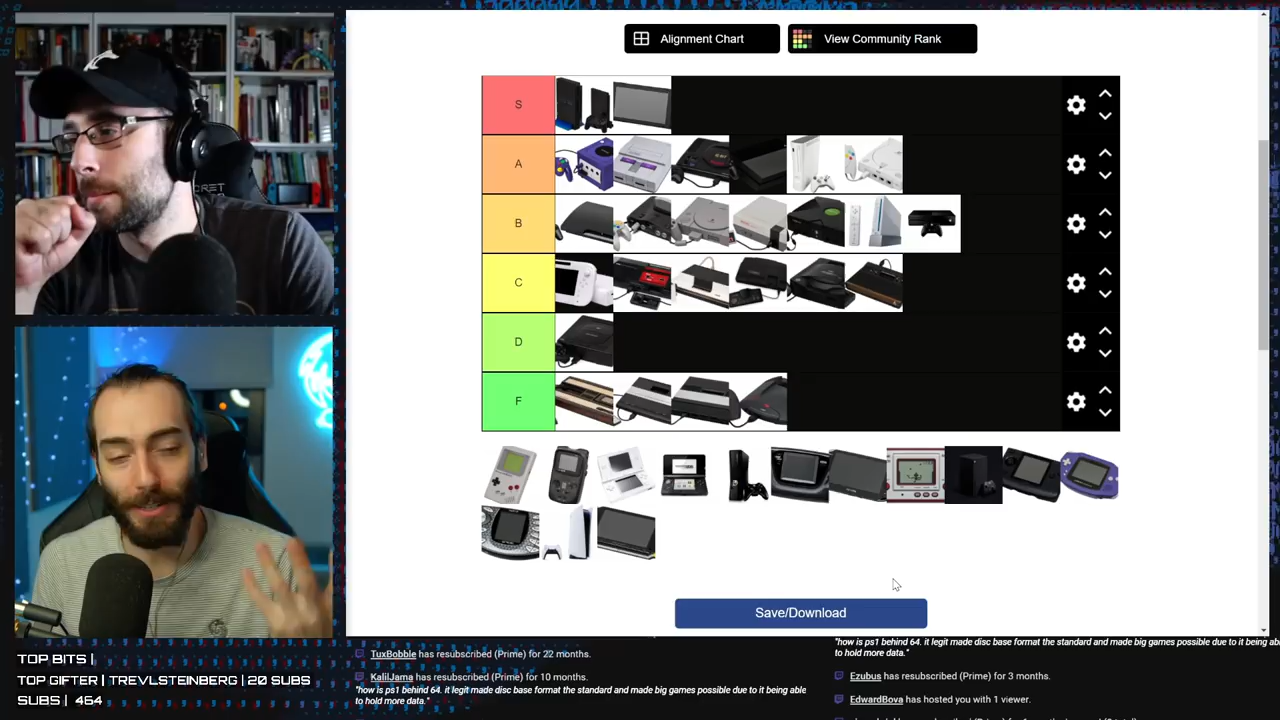 Alignment Chart
View Community Rank
S
A
B
C
D
F
Save/Download
TOP BITS |
TOP GIFTER | TREVLSTEINBERG | 20 SUBS
SUBS | 464
TuxBobble has resubscribed (Prime) for 22 months.
KalilJama has resubscribed (Prime) for 10 months.
"how is ps1 behind 64. it legit made disc base format the standard and made big games possible due to it being able
to hold more data."
"how is ps1 behind 64. it legit made disc base format the standard and made big games possible due to it being abl
to hold more data."
Ezubus has resubscribed (Prime) for 3 months.
EdwardBova has hosted you with 1 viewer.